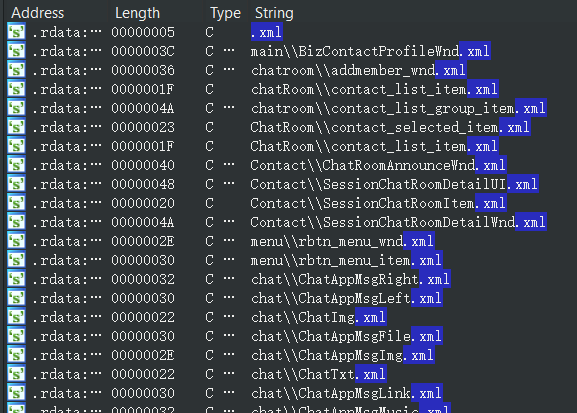 Address Length Type String
's' .rdata:… 00000005 C .xml
's' .rdata:… 0000003C C … main\\BizContactProfileWnd.xml
's' .rdata:… 00000036 C … chatroom\\addmember_wnd.xml
's' .rdata:… 0000001F C ChatRoom\\contact_list_item.xml
's' .rdata:… 0000004A C … chatroom\\contact_list_group_item.xml
's' .rdata:… 00000023 C ChatRoom\\contact_selected_item.xml
's' .rdata:… 0000001F C ChatRoom\\contact_list_item.xml
's' .rdata:… 00000040 C … Contact\\ChatRoomAnnounceWnd.xml
's' .rdata:… 00000048 C … Contact\\SessionChatRoomDetailUI.xml
's' .rdata:… 00000020 C Contact\\SessionChatRoomItem.xml
's' .rdata:… 0000004A C … Contact\\SessionChatRoomDetailWnd.xml
's' .rdata:… 0000002E C … menu\\rbtn_menu_wnd.xml
's' .rdata:… 00000030 C … menu\\rbtn_menu_item.xml
's' .rdata:… 00000032 C … chat\\ChatAppMsgRight.xml
's' .rdata:… 00000030 C … chat\\ChatAppMsgLeft.xml
's' .rdata:… 00000022 C … chat\\ChatImg.xml
's' .rdata:… 00000030 C … chat\\ChatAppMsgFile.xml
's' .rdata:… 0000002E C … chat\\ChatAppMsgImg.xml
's' .rdata:… 00000022 C … chat\\ChatTxt.xml
's' .rdata:… 00000030 C … chat\\ChatAppMsgLink.xml
's' .rdata:… 00000032 C … chat\\ChatAppMsgMusic.xml